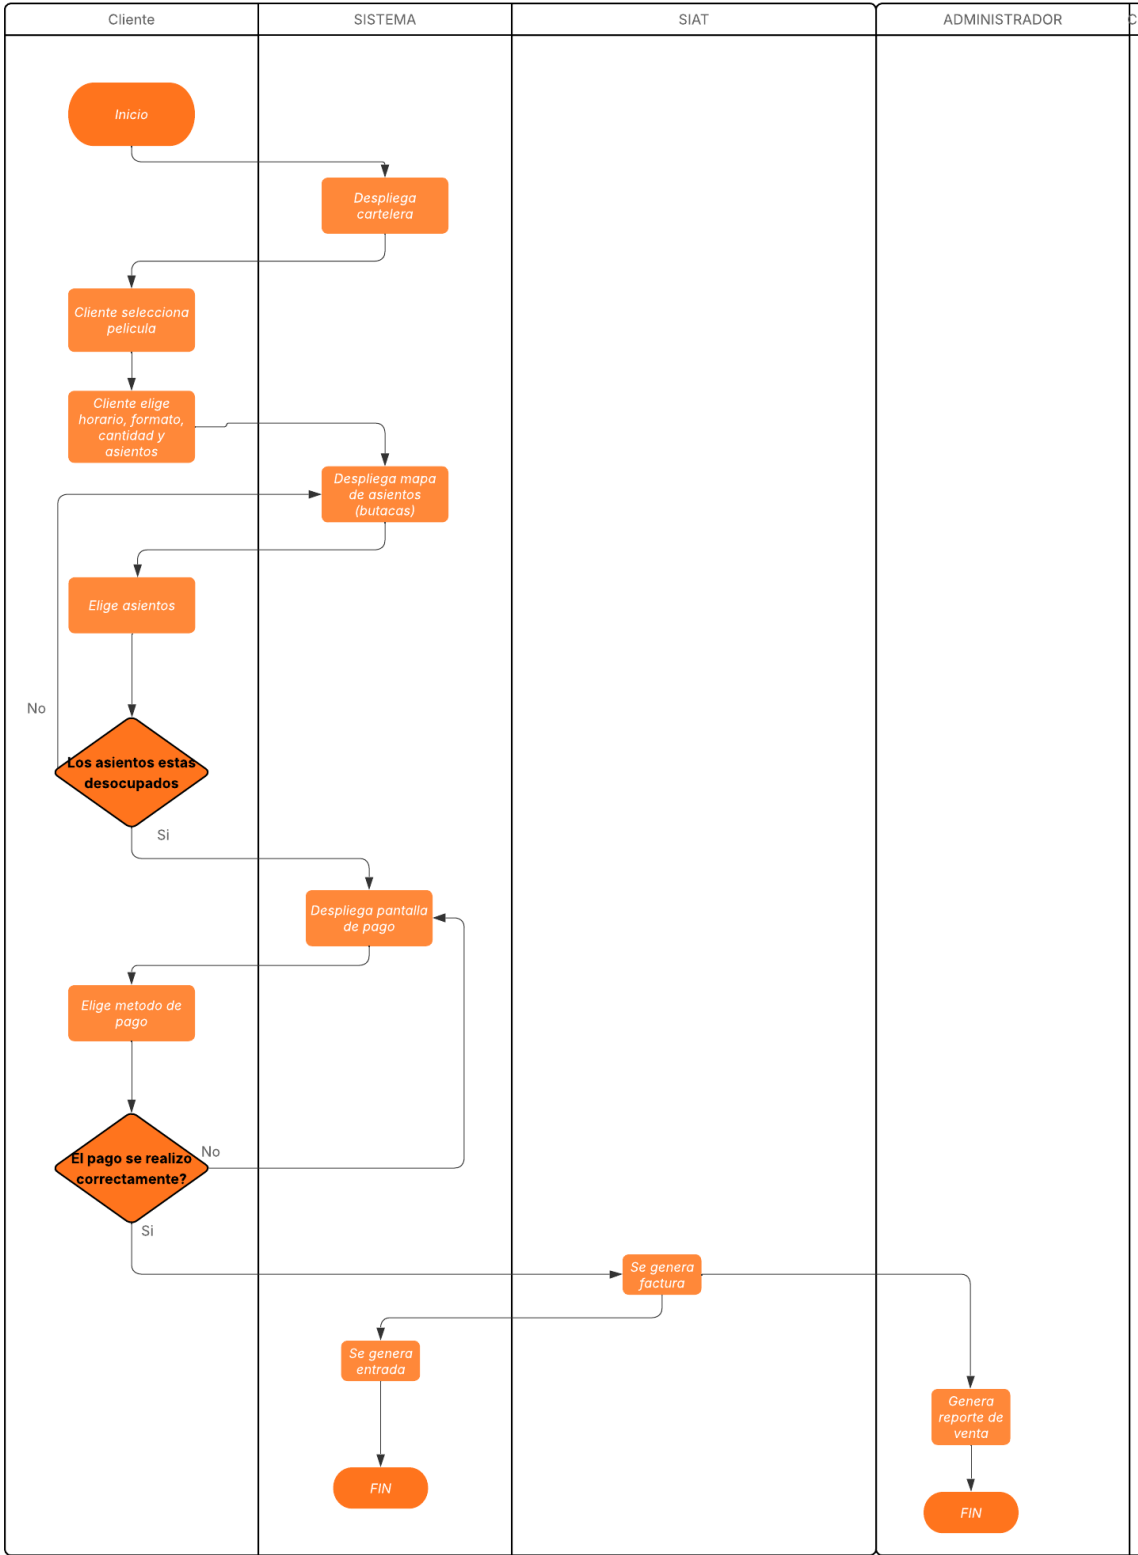 Cliente
SISTEMA
SIAT
ADMINISTRADOR
Inicio
Despliega
cartelera
Cliente selecciona
pelicula
Cliente elige
horario, formato,
cantidad y
asientos
Despliega mapa
de asientos
(butacas)
Elige asientos
No
Los asientos estas
desocupados
Si
Despliega pantalla
de pago
Elige metodo de
pago
El pago se realizo
correctamente?
No
Si
Se genera
factura
Se genera
entrada
Genera
reporte de
venta
FIN
FIN